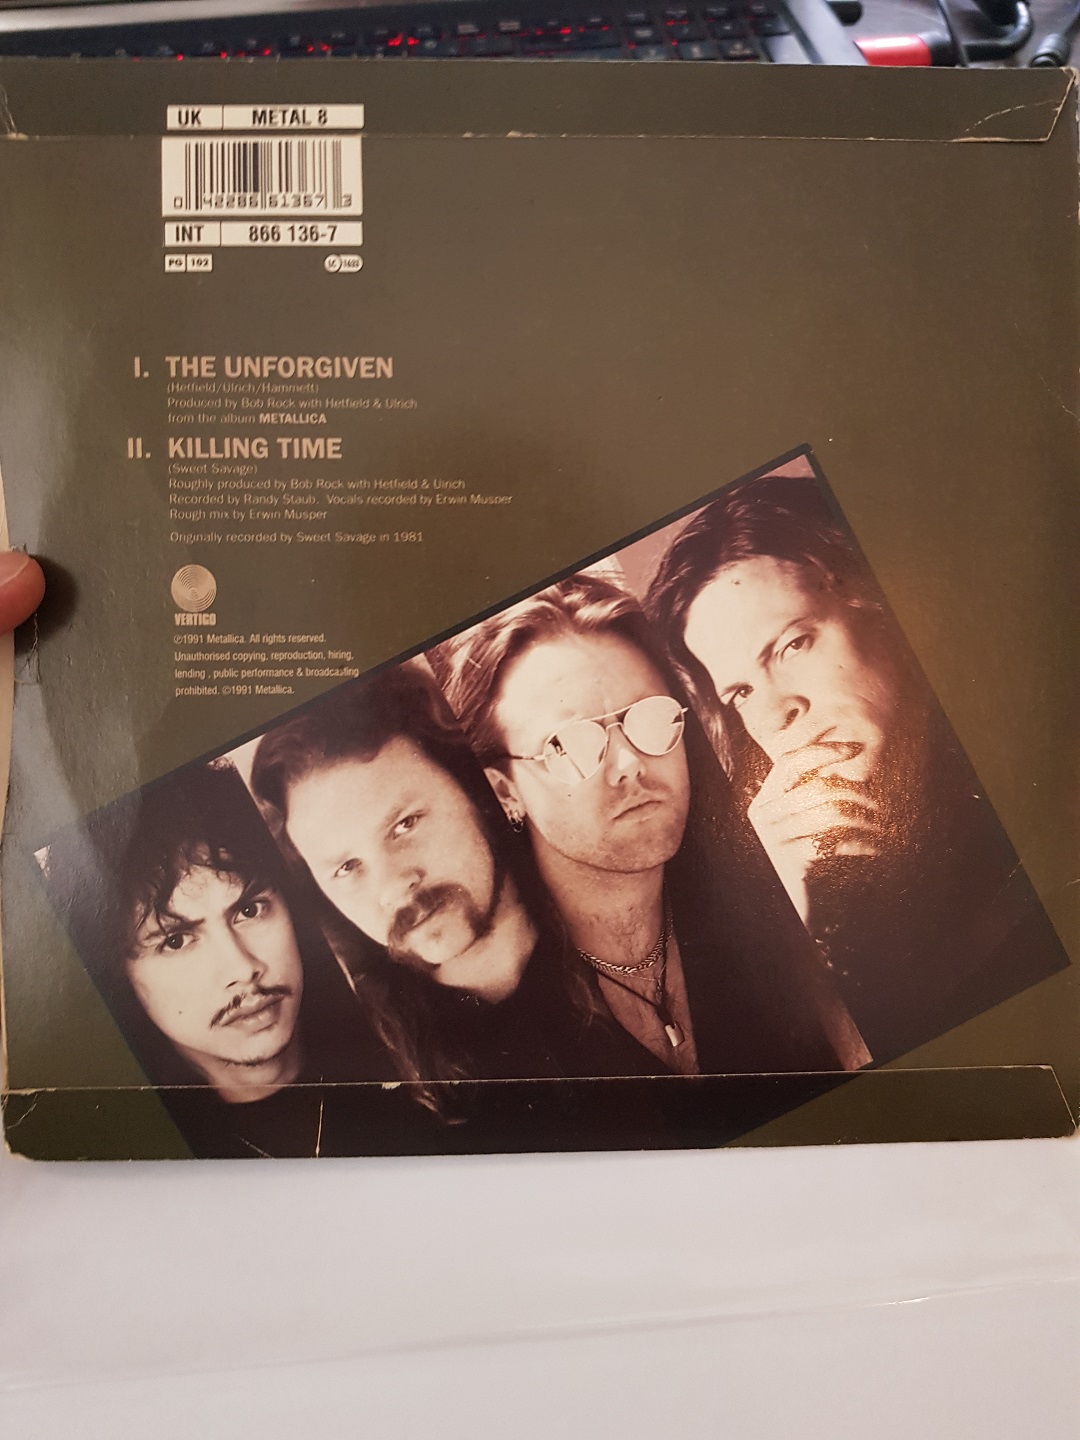 UK METAL 8
0 42286 61367 3
INT 866 136-7
PG 102
LC 1633
I. THE UNFORGIVEN
(Hetfield/Ulrich/Hammett)
Produced by Bob Rock with Hetfield & Ulrich
from the album METALLICA
II. KILLING TIME
(Sweet Savage)
Roughly produced by Bob Rock with Hetfield & Ulrich
Recorded by Randy Staub. Vocals recorded by Erwin Musper
Rough mix by Erwin Musper
Originally recorded by Sweet Savage in 1981
VERTIGO
℗1991 Metallica. All rights reserved.
Unauthorised copying, reproduction, hiring,
lending , public performance & broadcasting
prohibited. ©1991 Metallica.